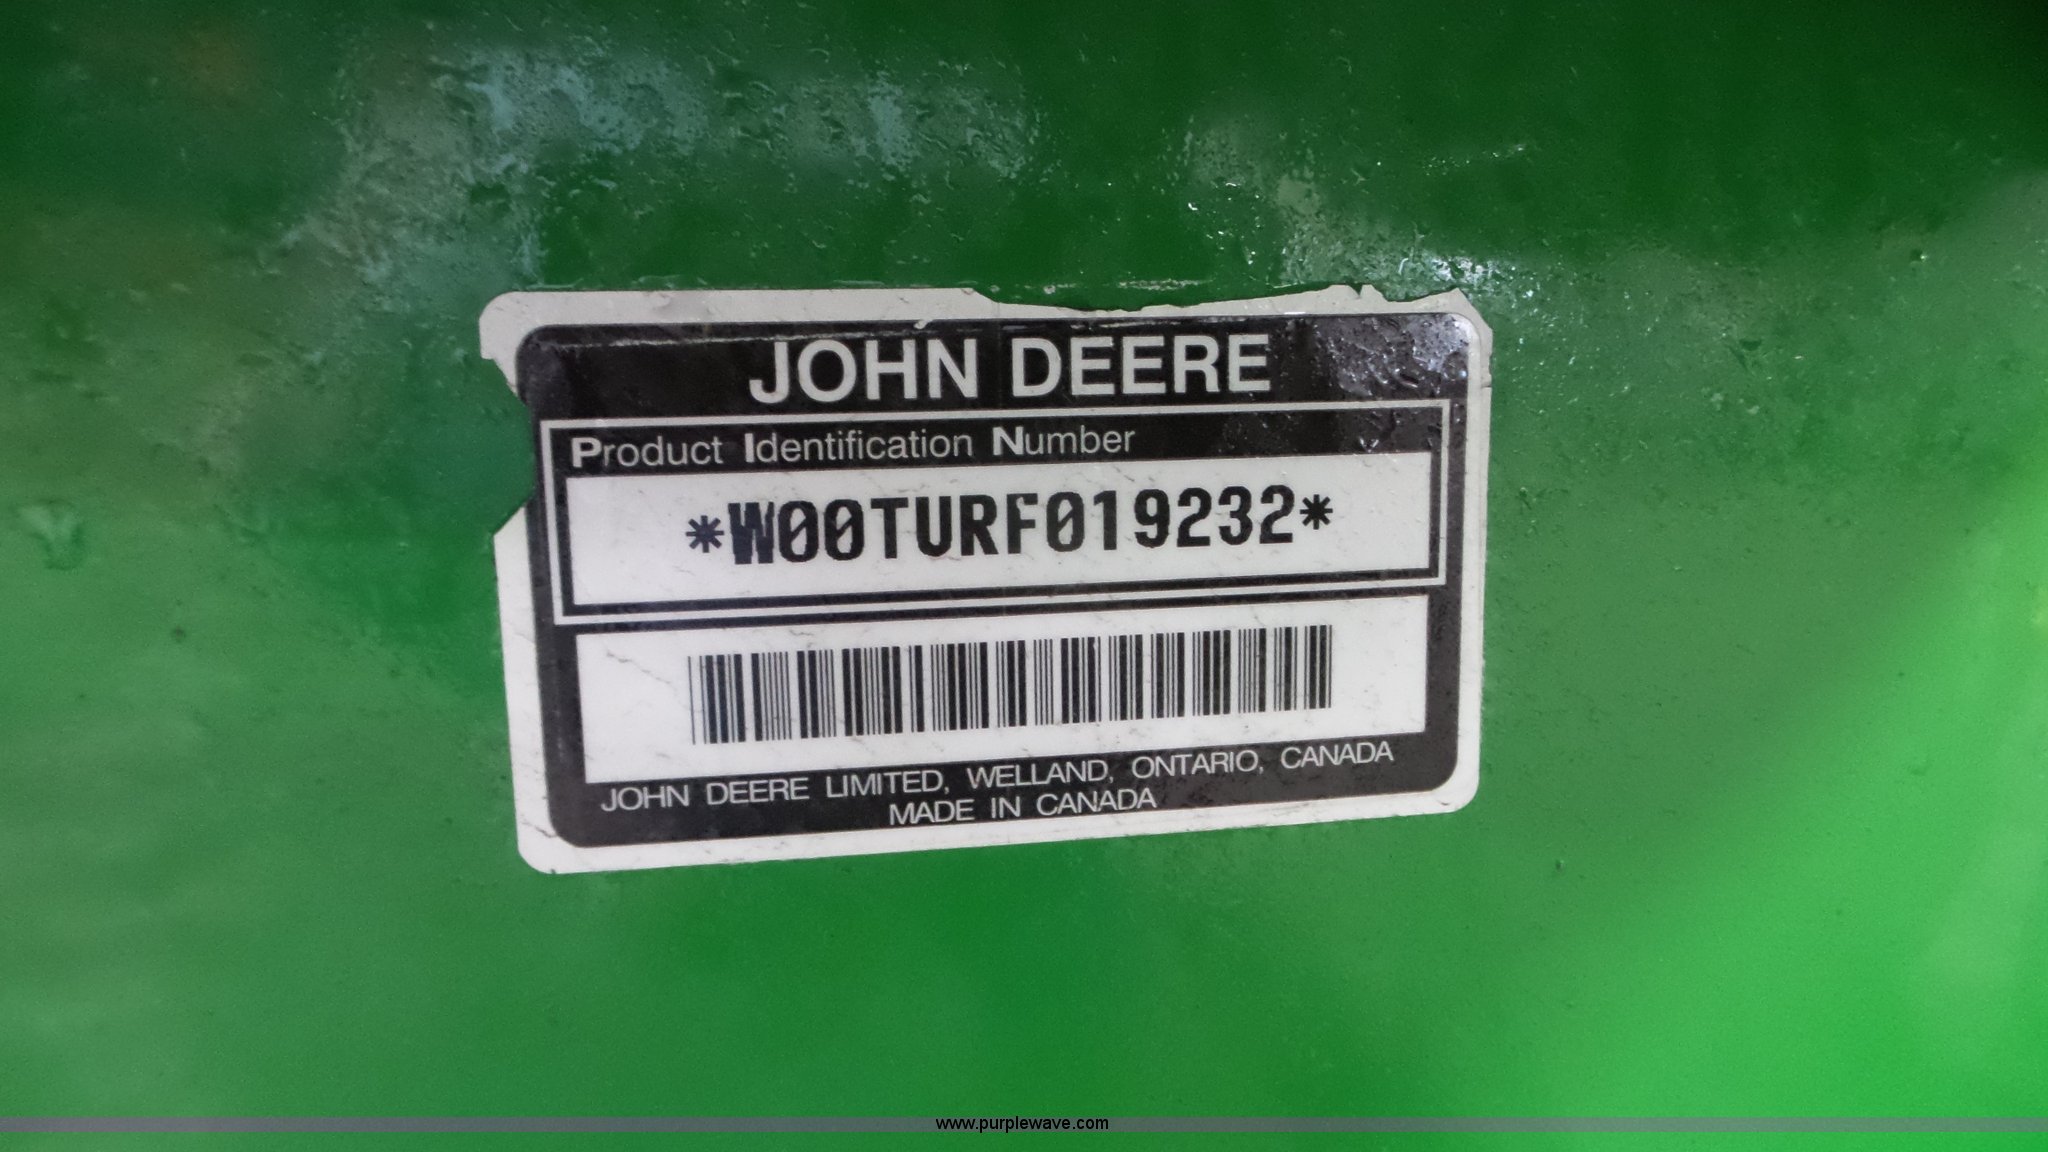 JOHN DEERE
Product Identification Number
*W00TURF019232*
JOHN DEERE LIMITED, WELLAND, ONTARIO, CANADA
MADE IN CANADA
www.purplewave.com